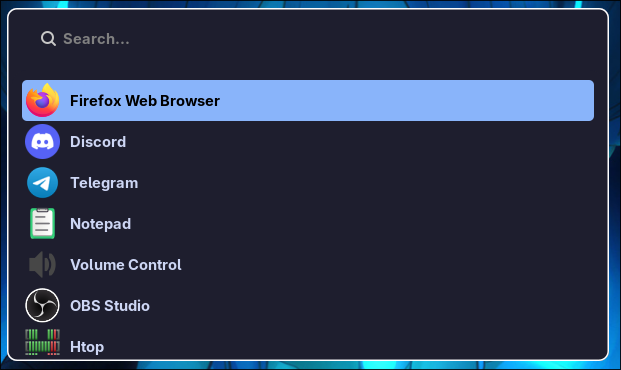 Search...
Firefox Web Browser
Discord
Telegram
Notepad
Volume Control
OBS Studio
Htop